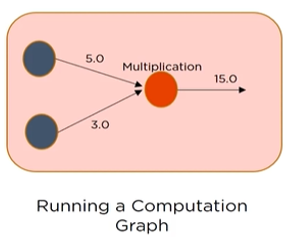 5.0
Multiplication
15.0
3.0
Running a Computation
Graph